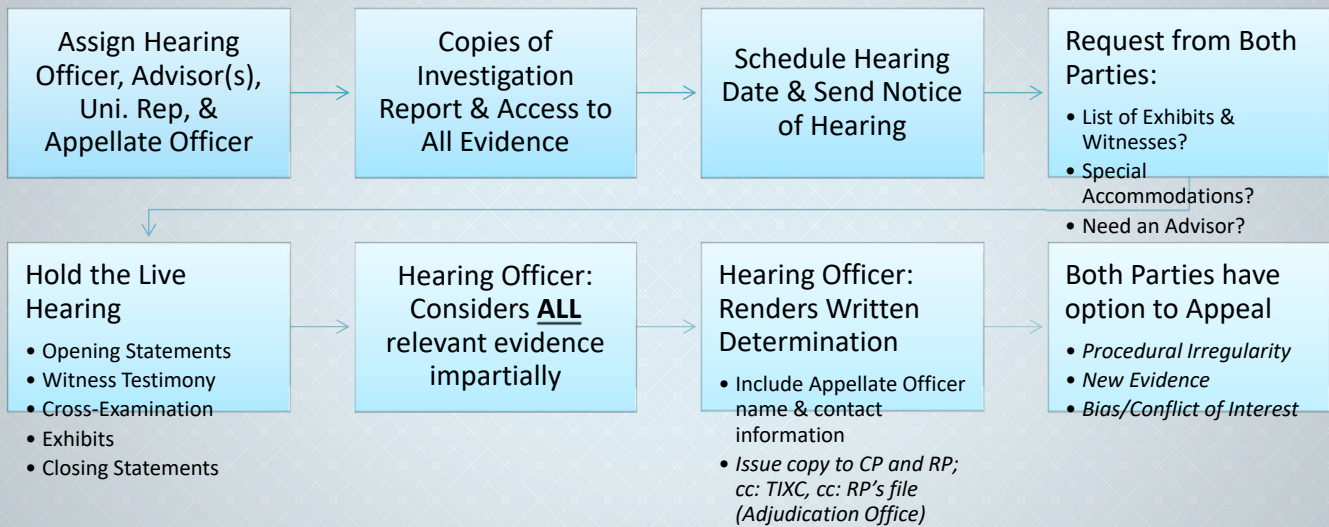 Assign Hearing
Officer, Advisor(s),
Uni. Rep, &
Appellate Officer
Copies of
Investigation
Report & Access to
All Evidence
Schedule Hearing
Date & Send Notice
of Hearing
Request from Both
Parties:
• List of Exhibits &
Witnesses?
• Special
Accommodations?
• Need an Advisor?
Hold the Live
Hearing
• Opening Statements
• Witness Testimony
• Cross-Examination
• Exhibits
• Closing Statements
Hearing Officer:
Considers ALL
relevant evidence
impartially
Hearing Officer:
Renders Written
Determination
• Include Appellate Officer
name & contact
information
• Issue copy to CP and RP;
cc: TIXC, cc: RP's file
(Adjudication Office)
Both Parties have
option to Appeal
• Procedural Irregularity
• New Evidence
• Bias/Conflict of Interest